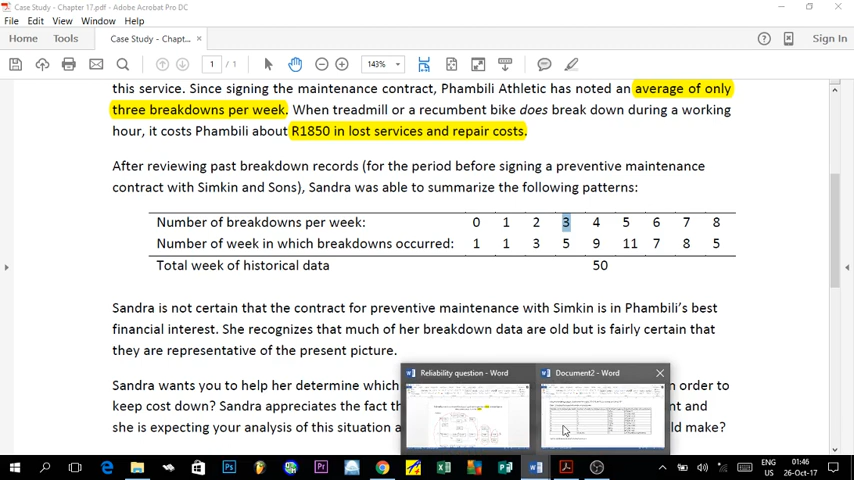 Case Study - Chapter 17.pdf - Adobe Acrobat Pro DC
File Edit View Window Help
Home Tools Case Study - Chapt... × Sign In
1 / 1 143%
this service. Since signing the maintenance contract, Phambili Athletic has noted an average of only
three breakdowns per week. When treadmill or a recumbent bike does break down during a working
hour, it costs Phambili about R1850 in lost services and repair costs.
After reviewing past breakdown records (for the period before signing a preventive maintenance
contract with Simkin and Sons), Sandra was able to summarize the following patterns:
Number of breakdowns per week: 0 1 2 3 4 5 6 7 8
Number of week in which breakdowns occurred: 1 1 3 5 9 11 7 8 5
Total week of historical data 50
Sandra is not certain that the contract for preventive maintenance with Simkin is in Phambili's best
financial interest. She recognizes that much of her breakdown data are old but is fairly certain that
they are representative of the present picture.
Reliability question - Word Document2 - Word
Sandra wants you to help her determine which n order to
keep cost down? Sandra appreciates the fact th ent and
she is expecting your analysis of this situation a ld make?
ENG 01:46
US 26-Oct-17